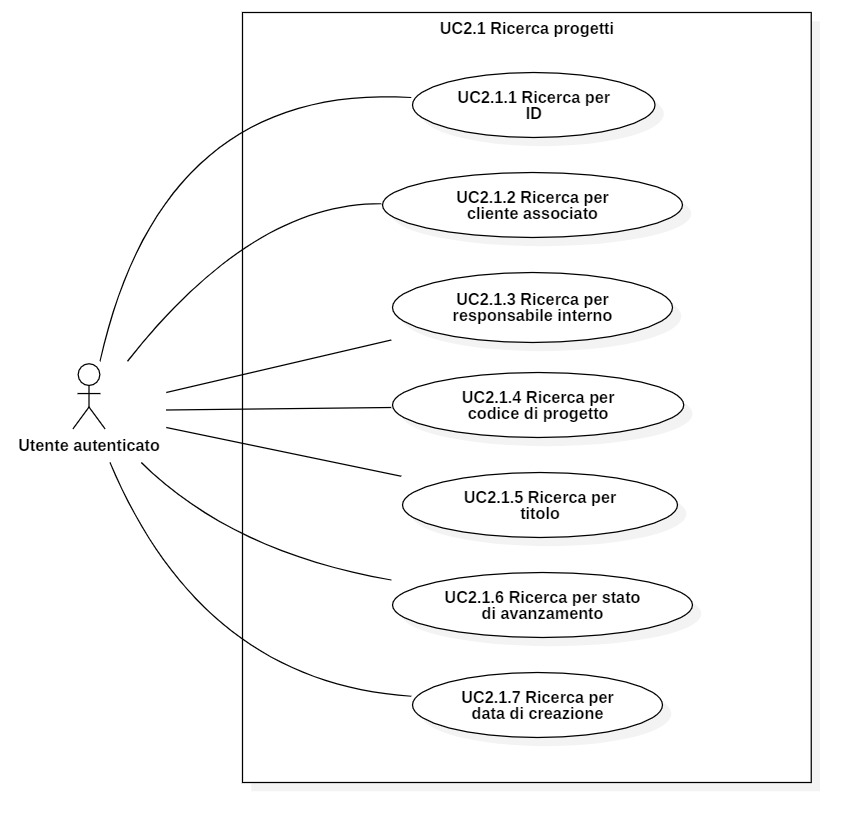 UC2.1 Ricerca progetti
UC2.1.1 Ricerca per
ID
UC2.1.2 Ricerca per
cliente associato
UC2.1.3 Ricerca per
responsabile interno
UC2.1.4 Ricerca per
codice di progetto
Utente autenticato
UC2.1.5 Ricerca per
titolo
UC2.1.6 Ricerca per stato
di avanzamento
UC2.1.7 Ricerca per
data di creazione